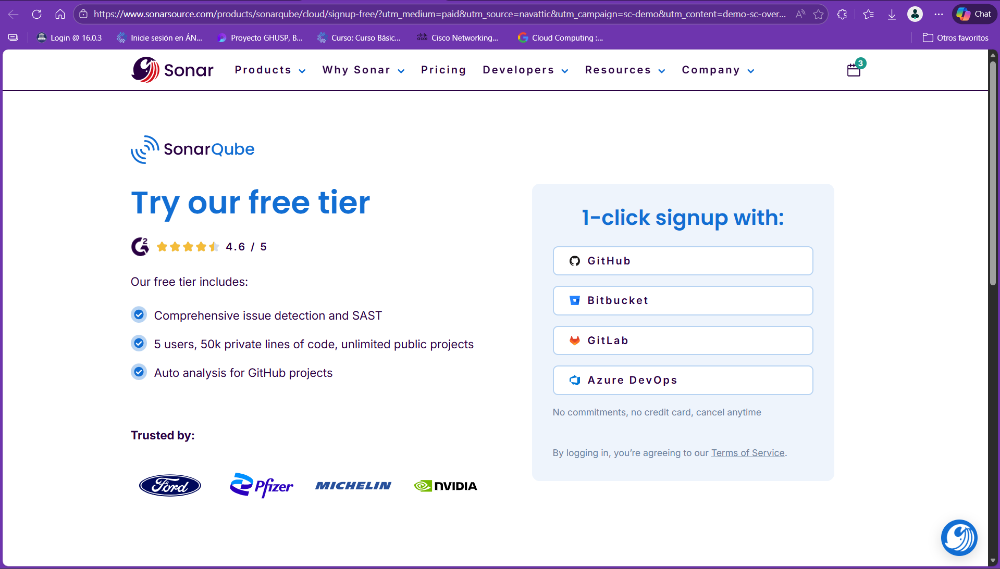 https://www.sonarsource.com/products/sonarqube/cloud/signup-free/?utm_medium=paid&utm_source=navattic&utm_campaign=sc-demo&utm_content=demo-sc-over...
Chat
Login @ 16.0.3
Inicie sesión en ÁN...
Proyecto GHUSP, B...
Curso: Curso Básic...
cisco
Cisco Networking...
Cloud Computing :...
Otros favoritos
Sonar
Products
Why Sonar
Pricing
Developers
Resources
Company
3
SonarQube
Try our free tier
G2
4.6 / 5
Our free tier includes:
Comprehensive issue detection and SAST
5 users, 50k private lines of code, unlimited public projects
Auto analysis for GitHub projects
Trusted by:
Ford
Pfizer
MICHELIN
NVIDIA
1-click signup with:
GitHub
Bitbucket
GitLab
Azure DevOps
No commitments, no credit card, cancel anytime
By logging in, you’re agreeing to our Terms of Service.